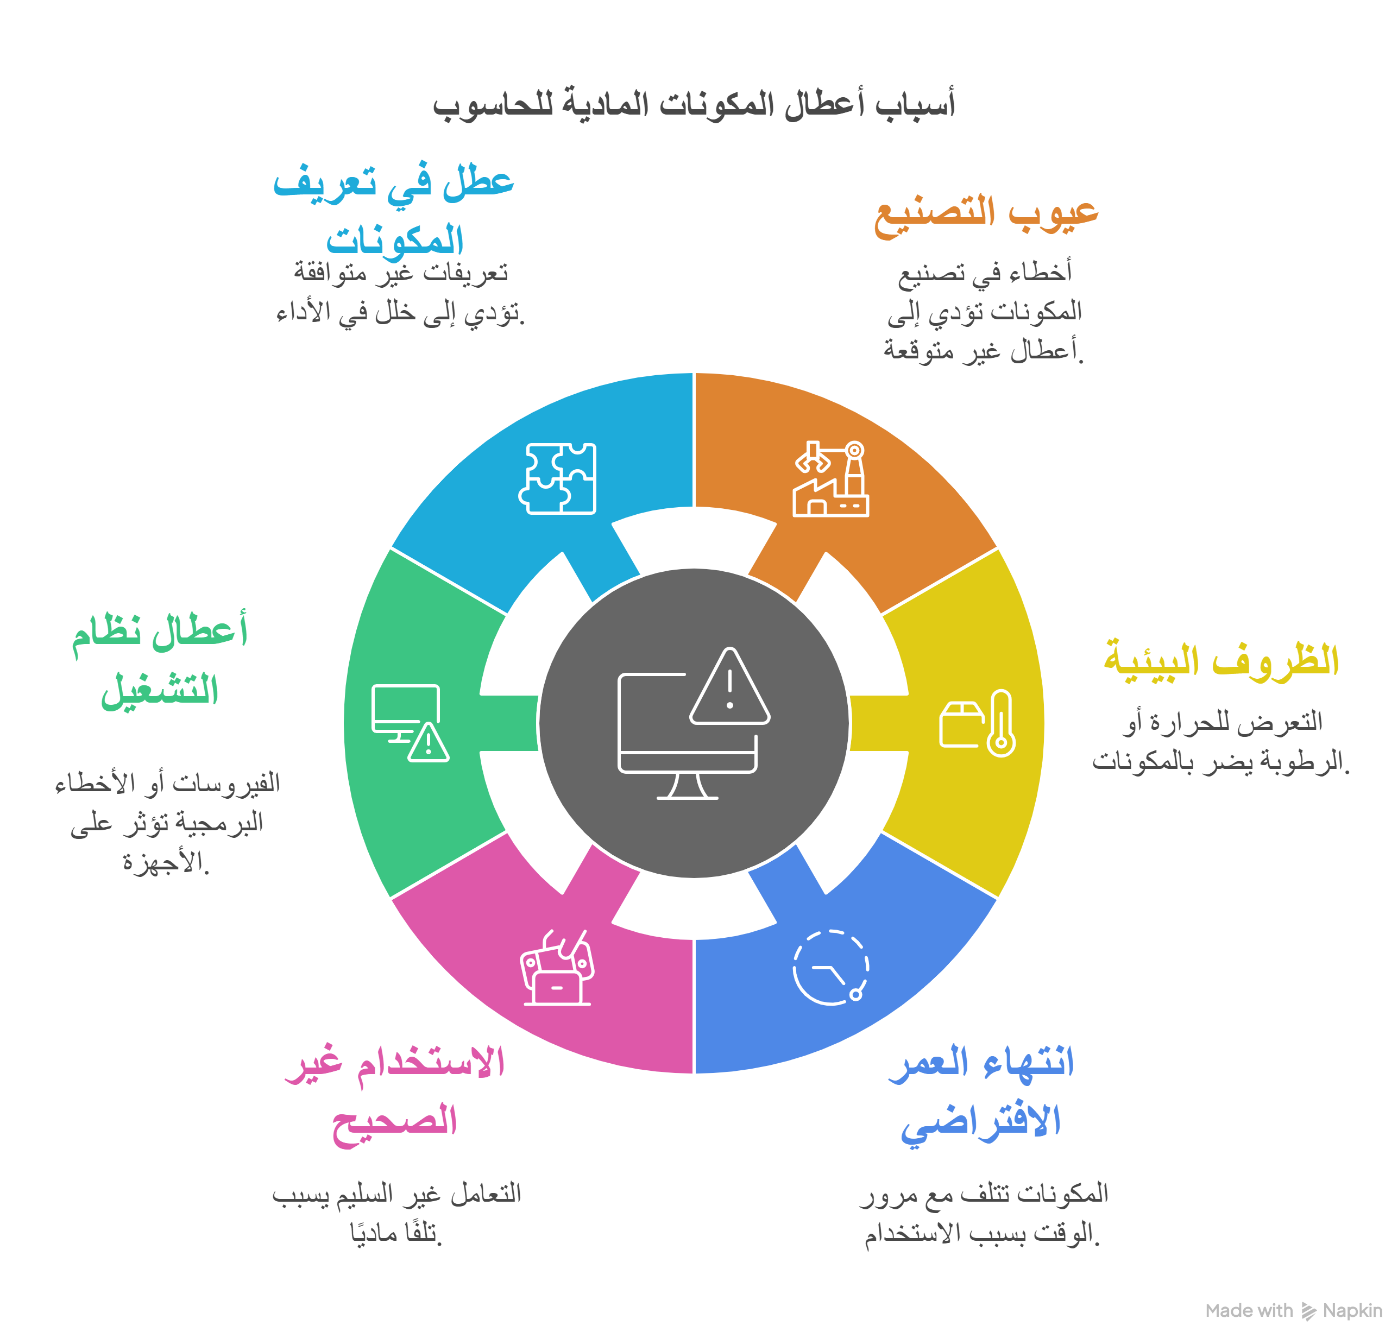 أسباب أعطال المكونات المادية للحاسوب
عيوب التصنيع
أخطاء في تصنيع
المكونات تؤدي إلى
أعطال غير متوقعة.
الظروف البيئية
التعرض للحرارة أو
الرطوبة يضر بالمكونات.
انتهاء العمر
الافتراضي
المكونات تتلف مع مرور
الوقت بسبب الاستخدام.
الاستخدام غير
الصحيح
التعامل غير السليم يسبب
تلفًا ماديًا.
أعطال نظام
التشغيل
الفيروسات أو الأخطاء
البرمجية تؤثر على
الأجهزة.
عطل في تعريف
المكونات
تعريفات غير متوافقة
تؤدي إلى خلل في الأداء.
Made with Napkin